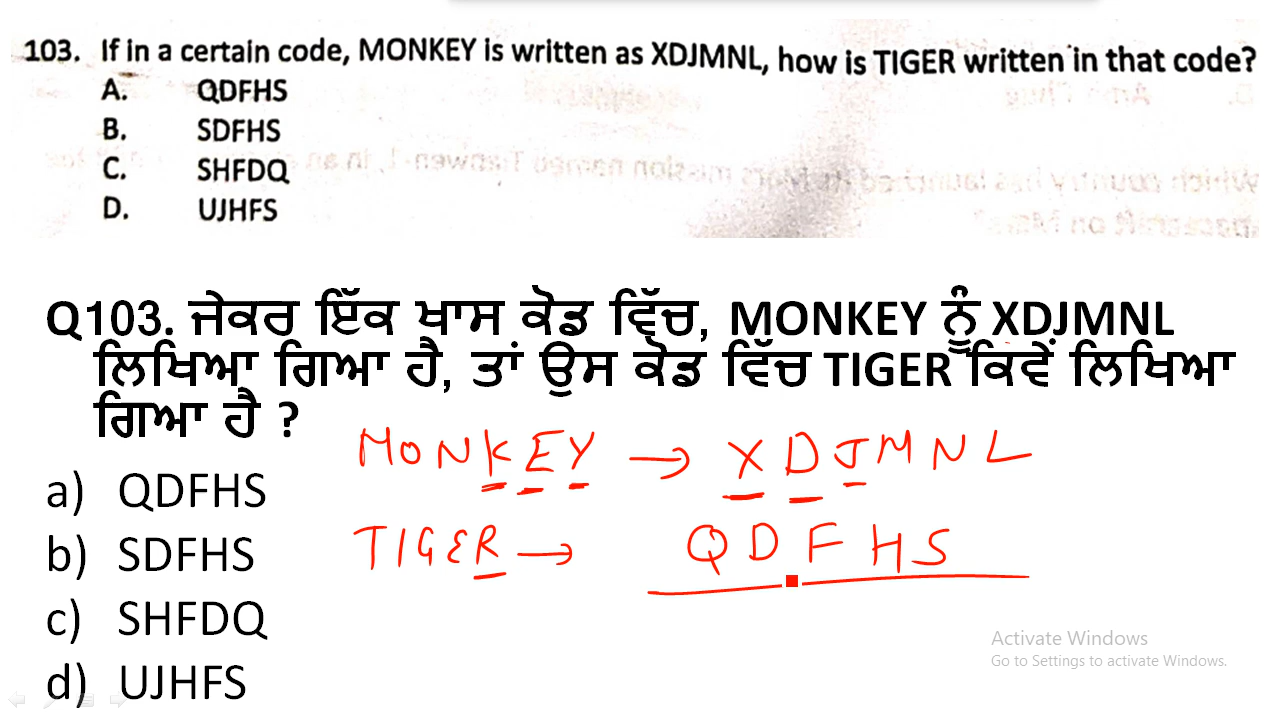 103. If in a certain code, MONKEY is written as XDJMNL, how is TIGER written in that code?
A. QDFHS
B. SDFHS
C. SHFDQ
D. UJHFS
Q103. ਜੇਕਰ ਇੱਕ ਖਾਸ ਕੋਡ ਵਿੱਚ, MONKEY ਨੂੰ XDJMNL
ਲਿਖਿਆ ਗਿਆ ਹੈ, ਤਾਂ ਉਸ ਕੋਡ ਵਿੱਚ TIGER ਕਿਵੇਂ ਲਿਖਿਆ
ਗਿਆ ਹੈ ?
MONKEY → XDJMNL
a) QDFHS
TIGER → QDFHS
b) SDFHS
c) SHFDQ
d) UJHFS
Activate Windows
Go to Settings to activate Windows.